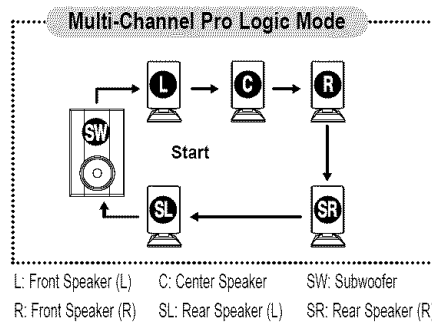 Multi-Channel Pro Logic Mode
L
C
R
SW
Start
SL
SR
L: Front Speaker (L) C: Center Speaker SW: Subwoofer
R: Front Speaker (R) SL: Rear Speaker (L) SR: Rear Speaker (R